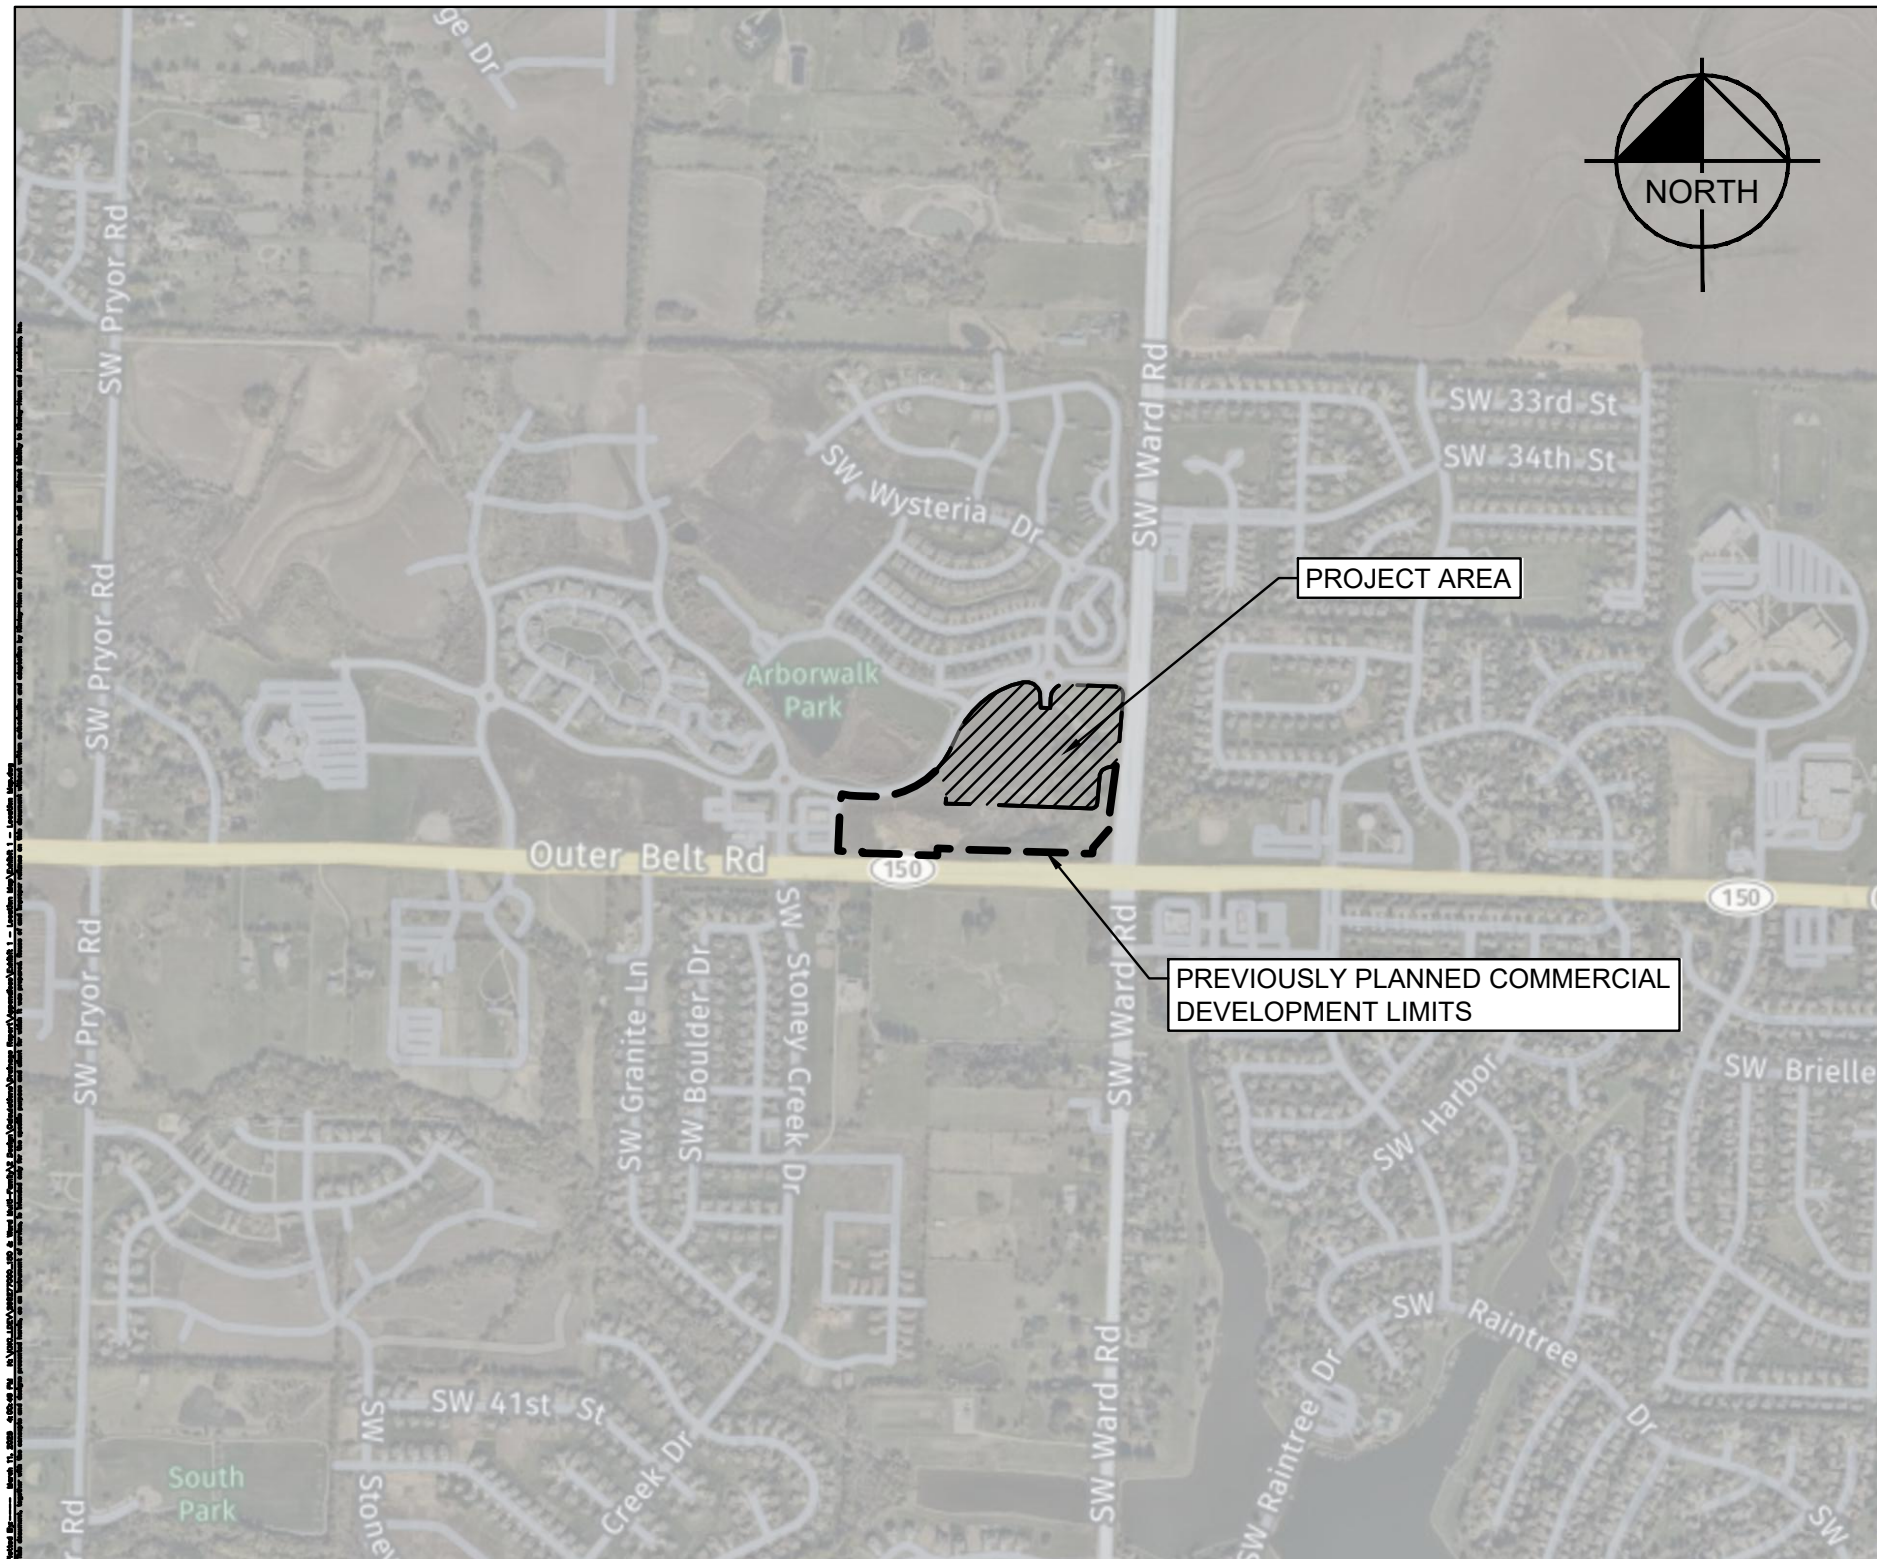 ge Dr
NORTH
SW Pryor Rd
SW Ward Rd
SW 33rd St
SW 34th St
SW Wysteria Dr
PROJECT AREA
SW Pryor Rd
Arborwalk
Park
Outer Belt Rd
150
150
SW Pryor Rd
SW Granite Ln
SW Boulder Dr
SW Stoney Creek Dr
SW Ward Rd
PREVIOUSLY PLANNED COMMERCIAL
DEVELOPMENT LIMITS
SW Harbor
SW Brielle
SW Raintree Dr
SW Raintree Dr
SW Ward Rd
SW 41st St
SW Stoney
Creek Dr
South
Park
Rd
SW